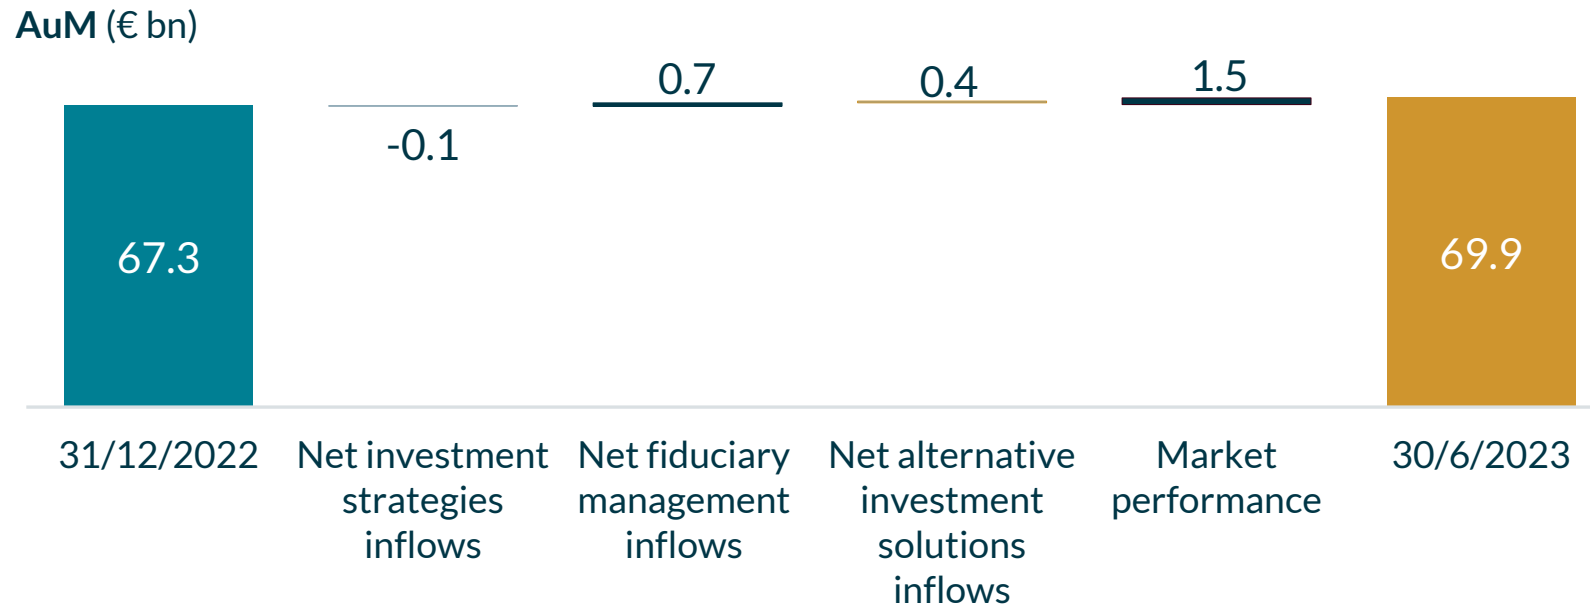 AuM (€ bn)
0.7
0.4
1.5
-0.1
67.3
69.9
31/12/2022
Net investment
strategies
inflows
Net fiduciary
management
inflows
Net alternative
investment
solutions
inflows
Market
performance
30/6/2023